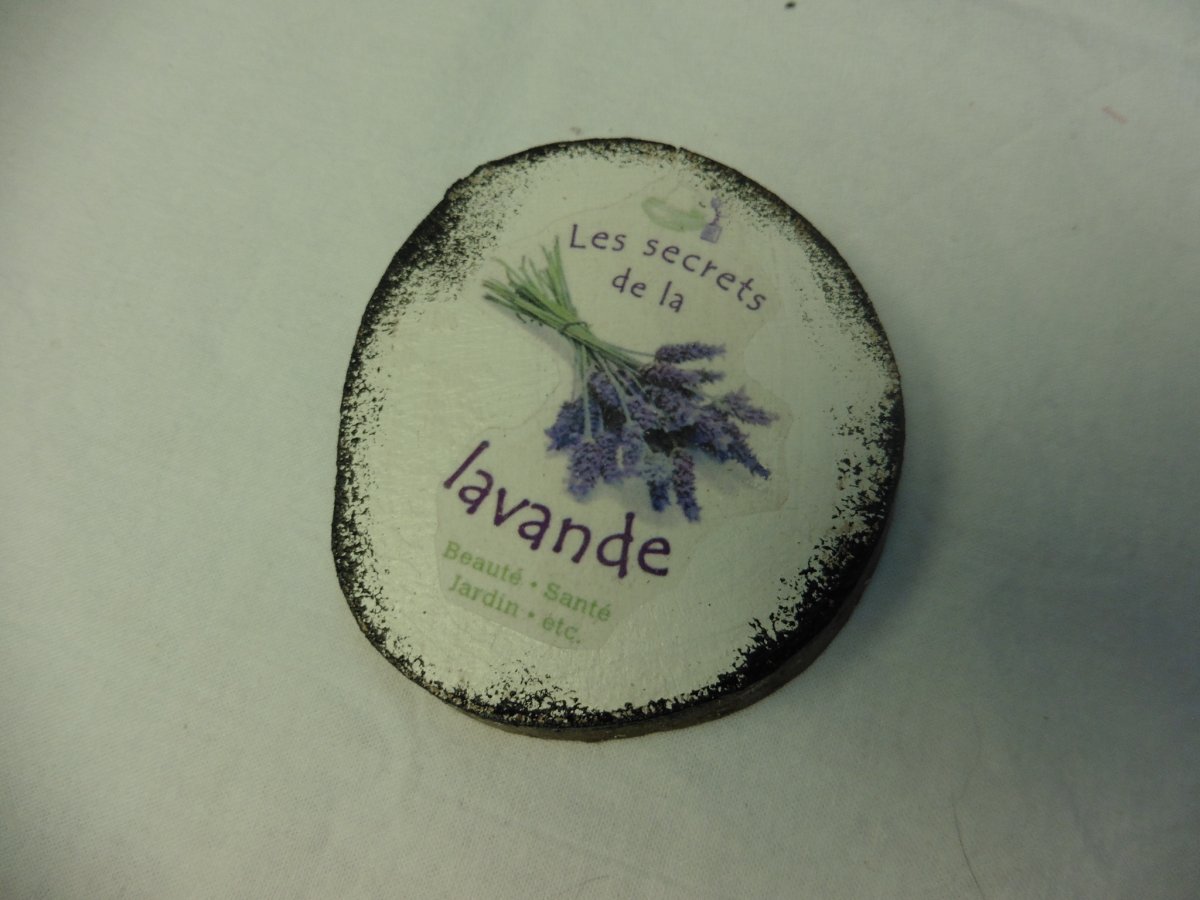 Les secrets
de la
lavande
Beauté • Santé
Jardin • etc.